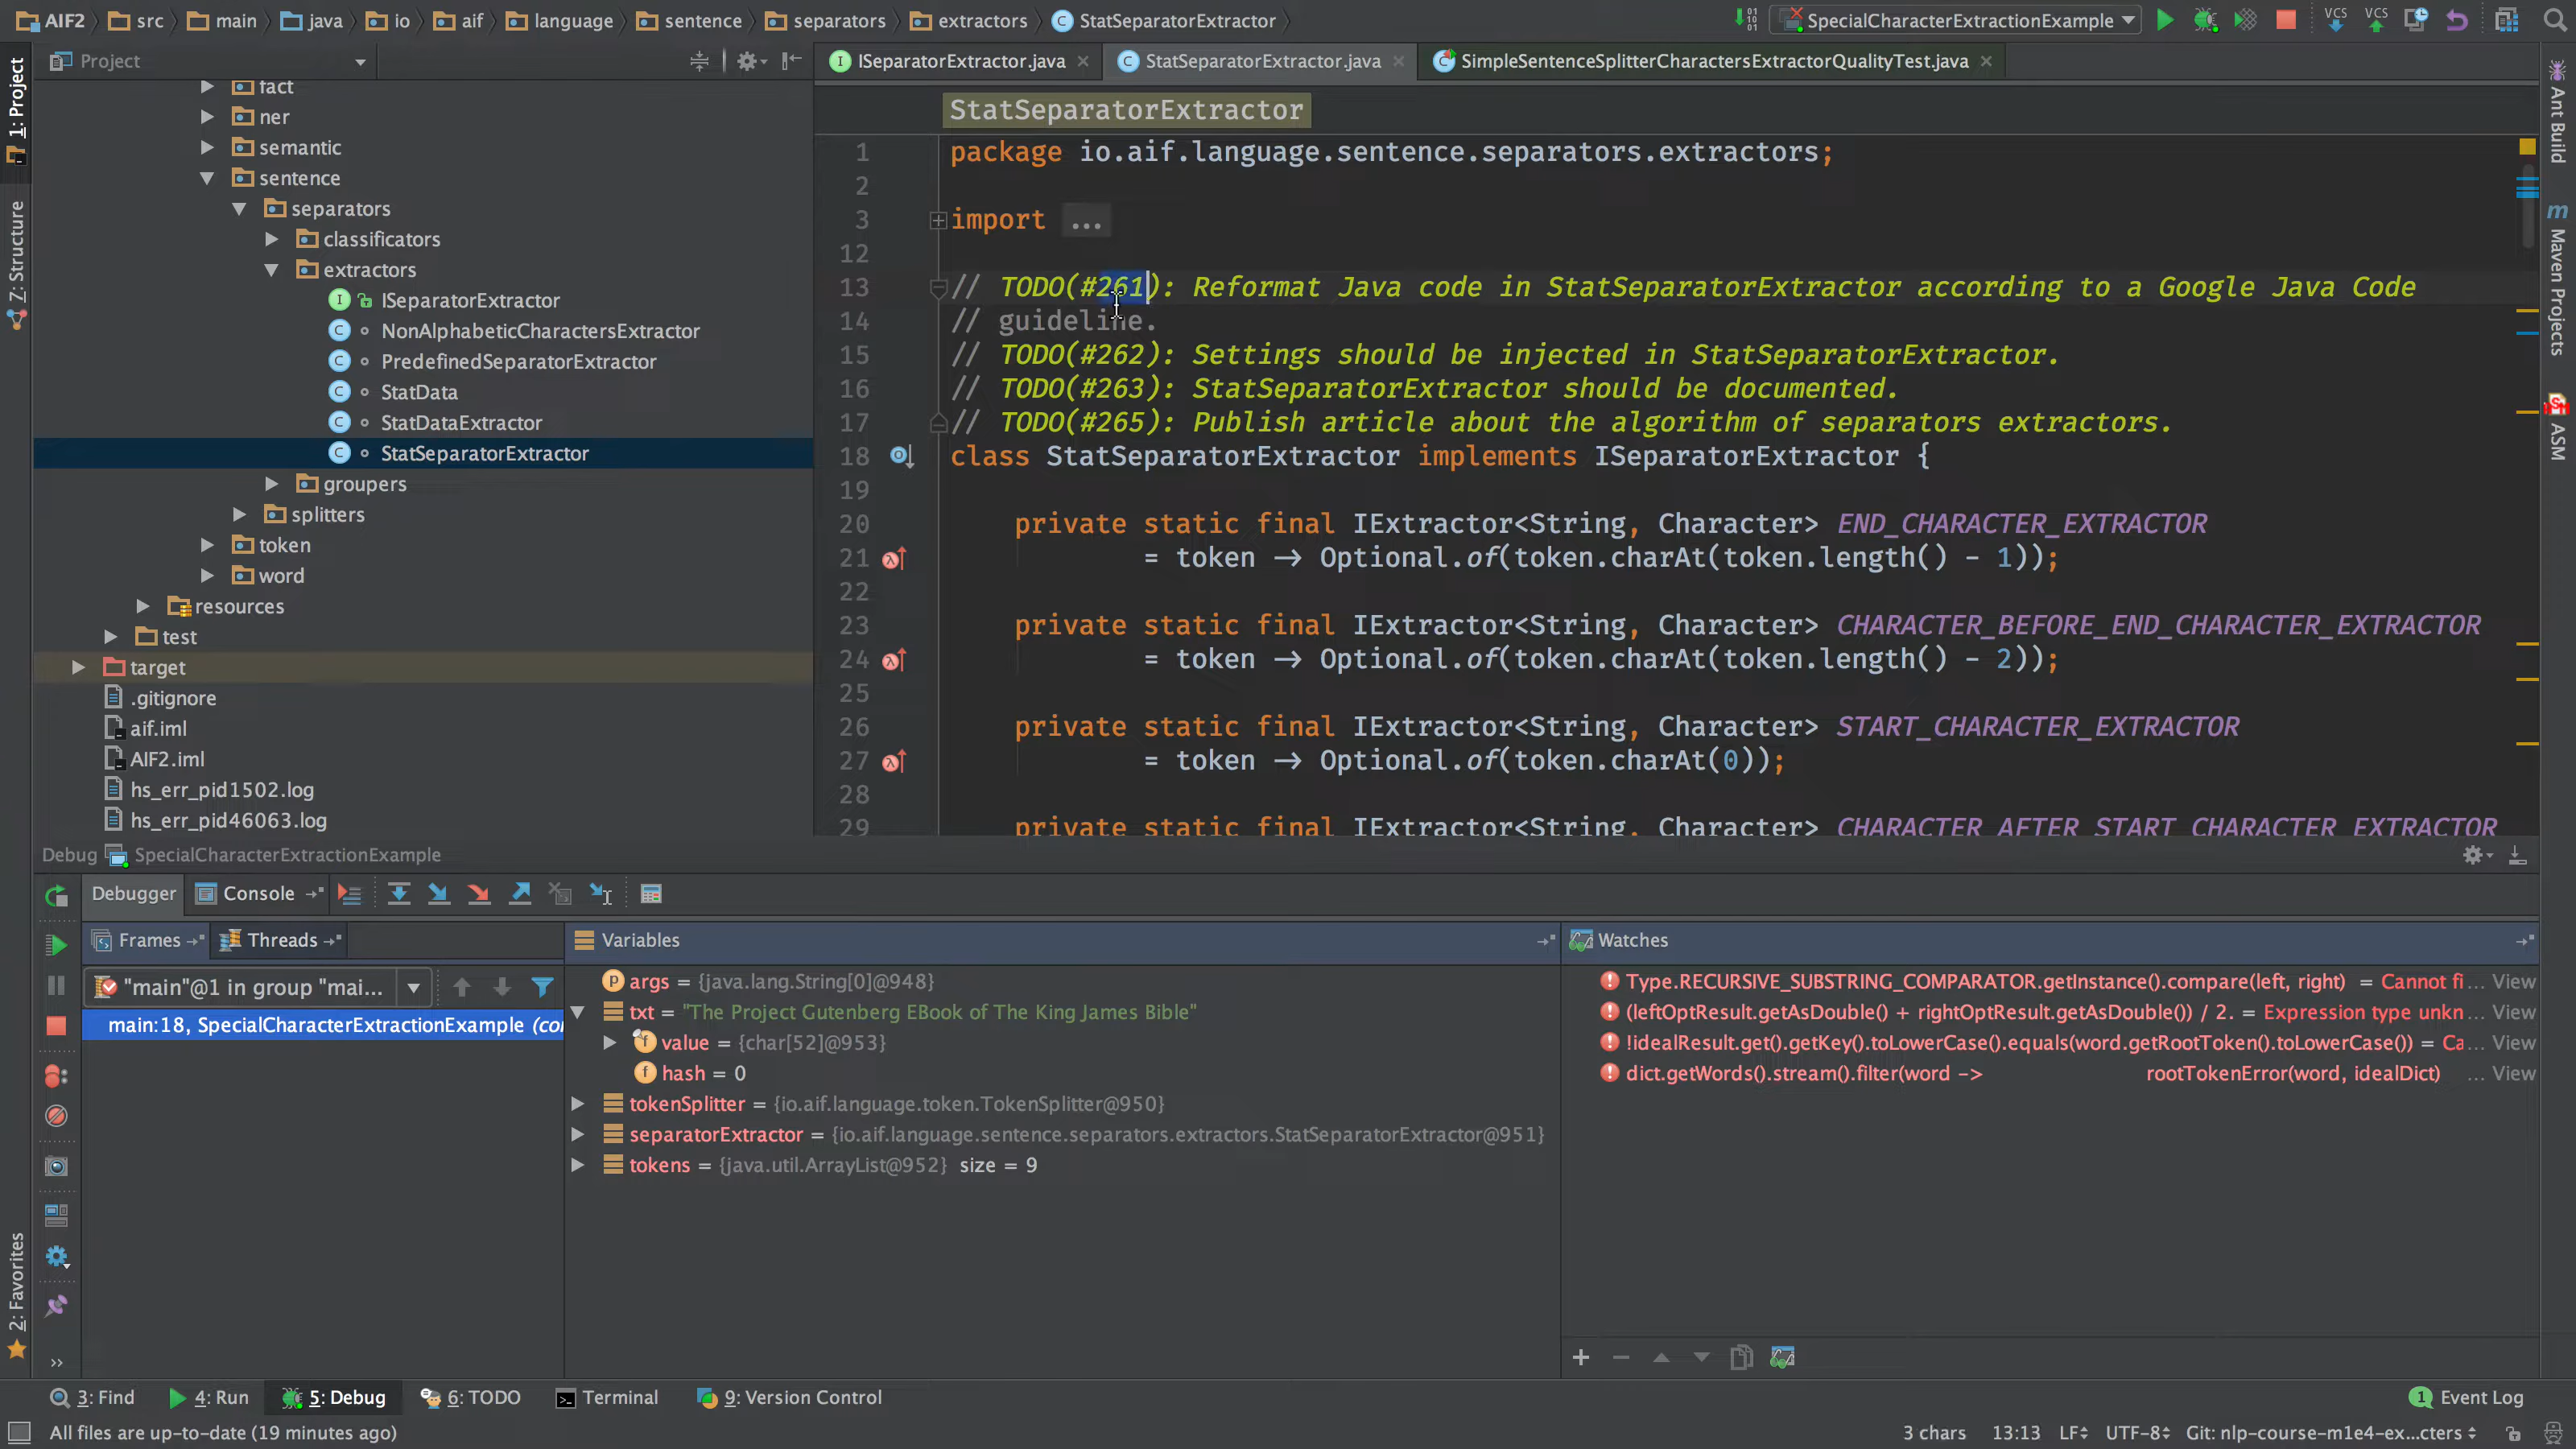 AIF2 src main java io aif language sentence separators extractors StatSeparatorExtractor
SpecialCharacterExtractionExample
VCS VCS
Project
fact
ner
semantic
sentence
separators
classificators
extractors
ISeparatorExtractor
NonAlphabeticCharactersExtractor
PredefinedSeparatorExtractor
StatData
StatDataExtractor
StatSeparatorExtractor
groupers
splitters
token
word
resources
test
target
.gitignore
aif.iml
AIF2.iml
hs_err_pid1502.log
hs_err_pid46063.log
1: Project
7: Structure
2: Favorites
ISeparatorExtractor.java
StatSeparatorExtractor.java
SimpleSentenceSplitterCharactersExtractorQualityTest.java
StatSeparatorExtractor
1 package io.aif.language.sentence.separators.extractors;
2
3 import ...
12
13 // TODO(#261): Reformat Java code in StatSeparatorExtractor according to a Google Java Code
14 // guideline.
15 // TODO(#262): Settings should be injected in StatSeparatorExtractor.
16 // TODO(#263): StatSeparatorExtractor should be documented.
17 // TODO(#265): Publish article about the algorithm of separators extractors.
18 class StatSeparatorExtractor implements ISeparatorExtractor {
19
20 private static final IExtractor<String, Character> END_CHARACTER_EXTRACTOR
21 = token → Optional.of(token.charAt(token.length() - 1));
22
23 private static final IExtractor<String, Character> CHARACTER_BEFORE_END_CHARACTER_EXTRACTOR
24 = token → Optional.of(token.charAt(token.length() - 2));
25
26 private static final IExtractor<String, Character> START_CHARACTER_EXTRACTOR
27 = token → Optional.of(token.charAt(0));
28
29 private static final IExtractor<String, Character> CHARACTER_AFTER_START_CHARACTER_EXTRACTOR
Ant Build
Maven Projects
ASM
Debug SpecialCharacterExtractionExample
Debugger Console
Frames Threads
"main"@1 in group "mai...
main:18, SpecialCharacterExtractionExample (co
Variables
args = {java.lang.String[0]@948}
txt = "The Project Gutenberg EBook of The King James Bible"
value = {char[52]@953}
hash = 0
tokenSplitter = {io.aif.language.token.TokenSplitter@950}
separatorExtractor = {io.aif.language.sentence.separators.extractors.StatSeparatorExtractor@951}
tokens = {java.util.ArrayList@952} size = 9
Watches
Type.RECURSIVE_SUBSTRING_COMPARATOR.getInstance().compare(left, right) = Cannot fi... View
(leftOptResult.getAsDouble() + rightOptResult.getAsDouble()) / 2. = Expression type unkn... View
!idealResult.get().getKey().toLowerCase().equals(word.getRootToken().toLowerCase()) = Ca... View
dict.getWords().stream().filter(word -> rootTokenError(word, idealDict) ... View
3: Find 4: Run 5: Debug 6: TODO Terminal 9: Version Control 1 Event Log
All files are up-to-date (19 minutes ago) 3 chars 13:13 LF UTF-8 Git: nlp-course-m1e4-ex...cters